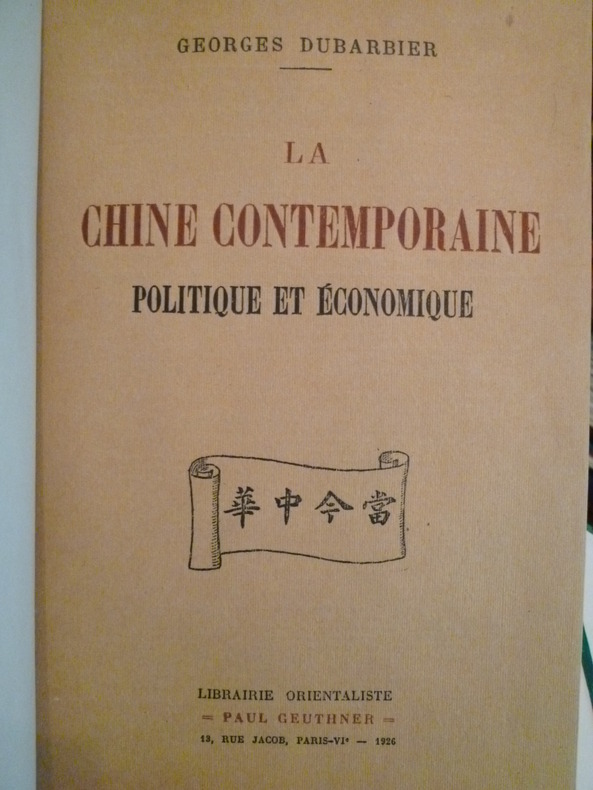 GEORGES DUBARBIER
LA
CHINE CONTEMPORAINE
POLITIQUE ET ÉCONOMIQUE
當今中華
LIBRAIRIE ORIENTALISTE
= PAUL GEUTHNER =
13, RUE JACOB, PARIS-VIᵉ — 1926